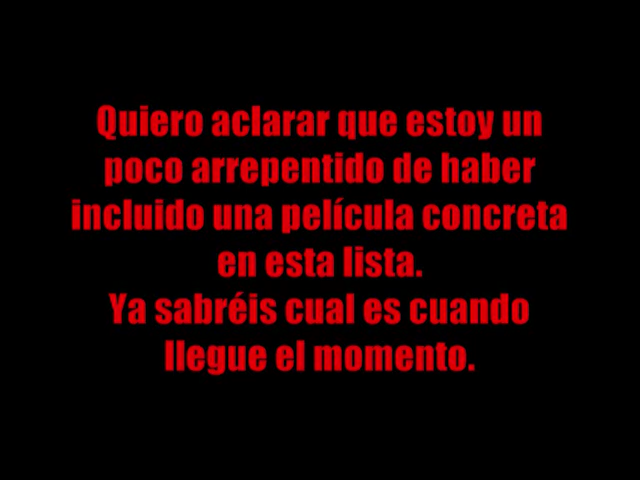 Quiero aclarar que estoy un
poco arrepentido de haber
incluido una película concreta
en esta lista.
Ya sabréis cual es cuando
llegue el momento.